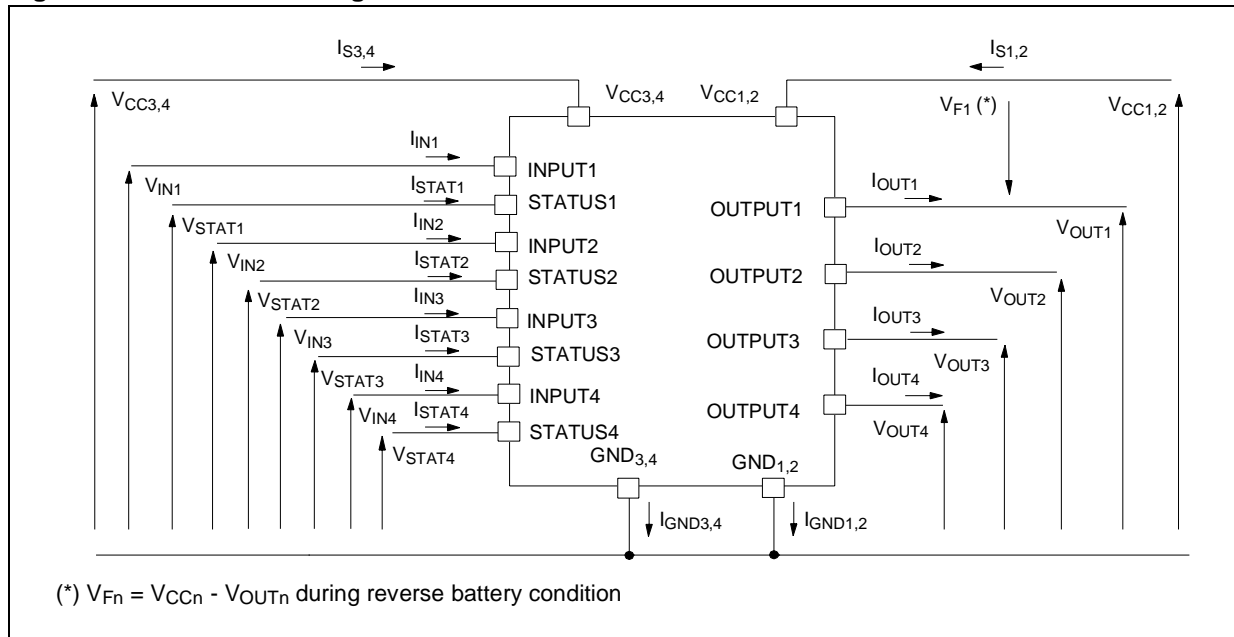 I_S3,4
I_S1,2
V_CC3,4
V_CC3,4
V_CC1,2
V_F1 (*)
V_CC1,2
I_IN1
INPUT1
V_IN1
I_STAT1
STATUS1
V_STAT1
I_IN2
INPUT2
V_IN2
I_STAT2
STATUS2
V_STAT2
I_IN3
INPUT3
V_IN3
I_STAT3
STATUS3
V_STAT3
I_IN4
INPUT4
V_IN4
I_STAT4
STATUS4
V_STAT4
I_OUT1
OUTPUT1
V_OUT1
I_OUT2
OUTPUT2
V_OUT2
I_OUT3
OUTPUT3
V_OUT3
I_OUT4
OUTPUT4
V_OUT4
GND_3,4
GND_1,2
I_GND3,4
I_GND1,2
(*) V_Fn = V_CCn - V_OUTn during reverse battery condition